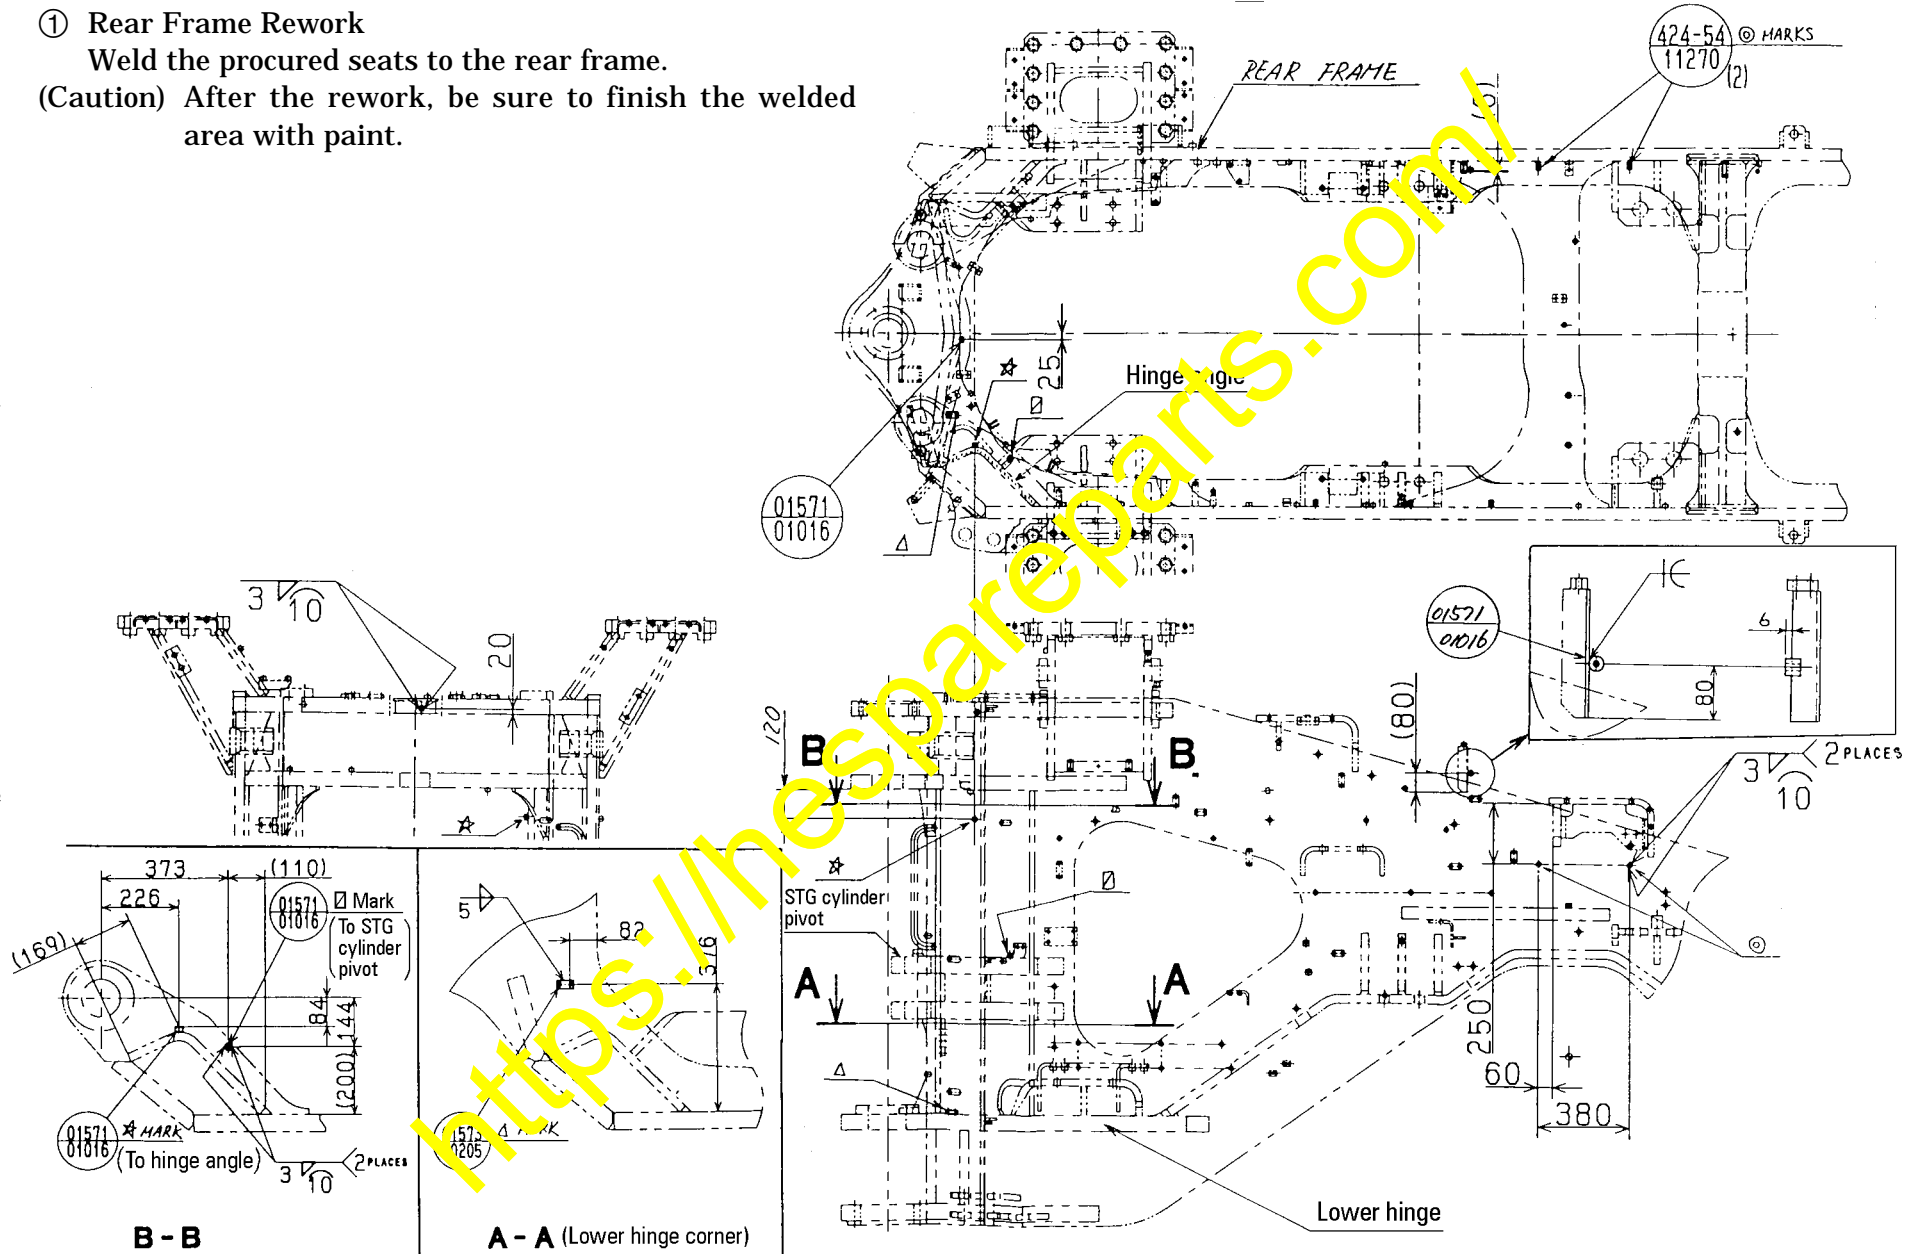 ① Rear Frame Rework
Weld the procured seats to the rear frame.
(Caution) After the rework, be sure to finish the welded
area with paint.
REAR FRAME
424-54
11270
◎ MARKS
(2)
☆
25
Hinge angle
01571
01016
△
3
10
20
☆
01571
01016
6
80
(80)
3
10
2 PLACES
120
B
B
☆
STG cylinder
pivot
A
A
△
◎
250
60
380
Lower hinge
373
(110)
226
(169)
01571
01016
Mark
(To STG
cylinder
pivot)
84
144
(200)
01571
01016
☆ MARK
(To hinge angle)
3
10
2 PLACES
B - B
5
82
376
0205
△ MARK
A - A (Lower hinge corner)
https://hespareparts.com/